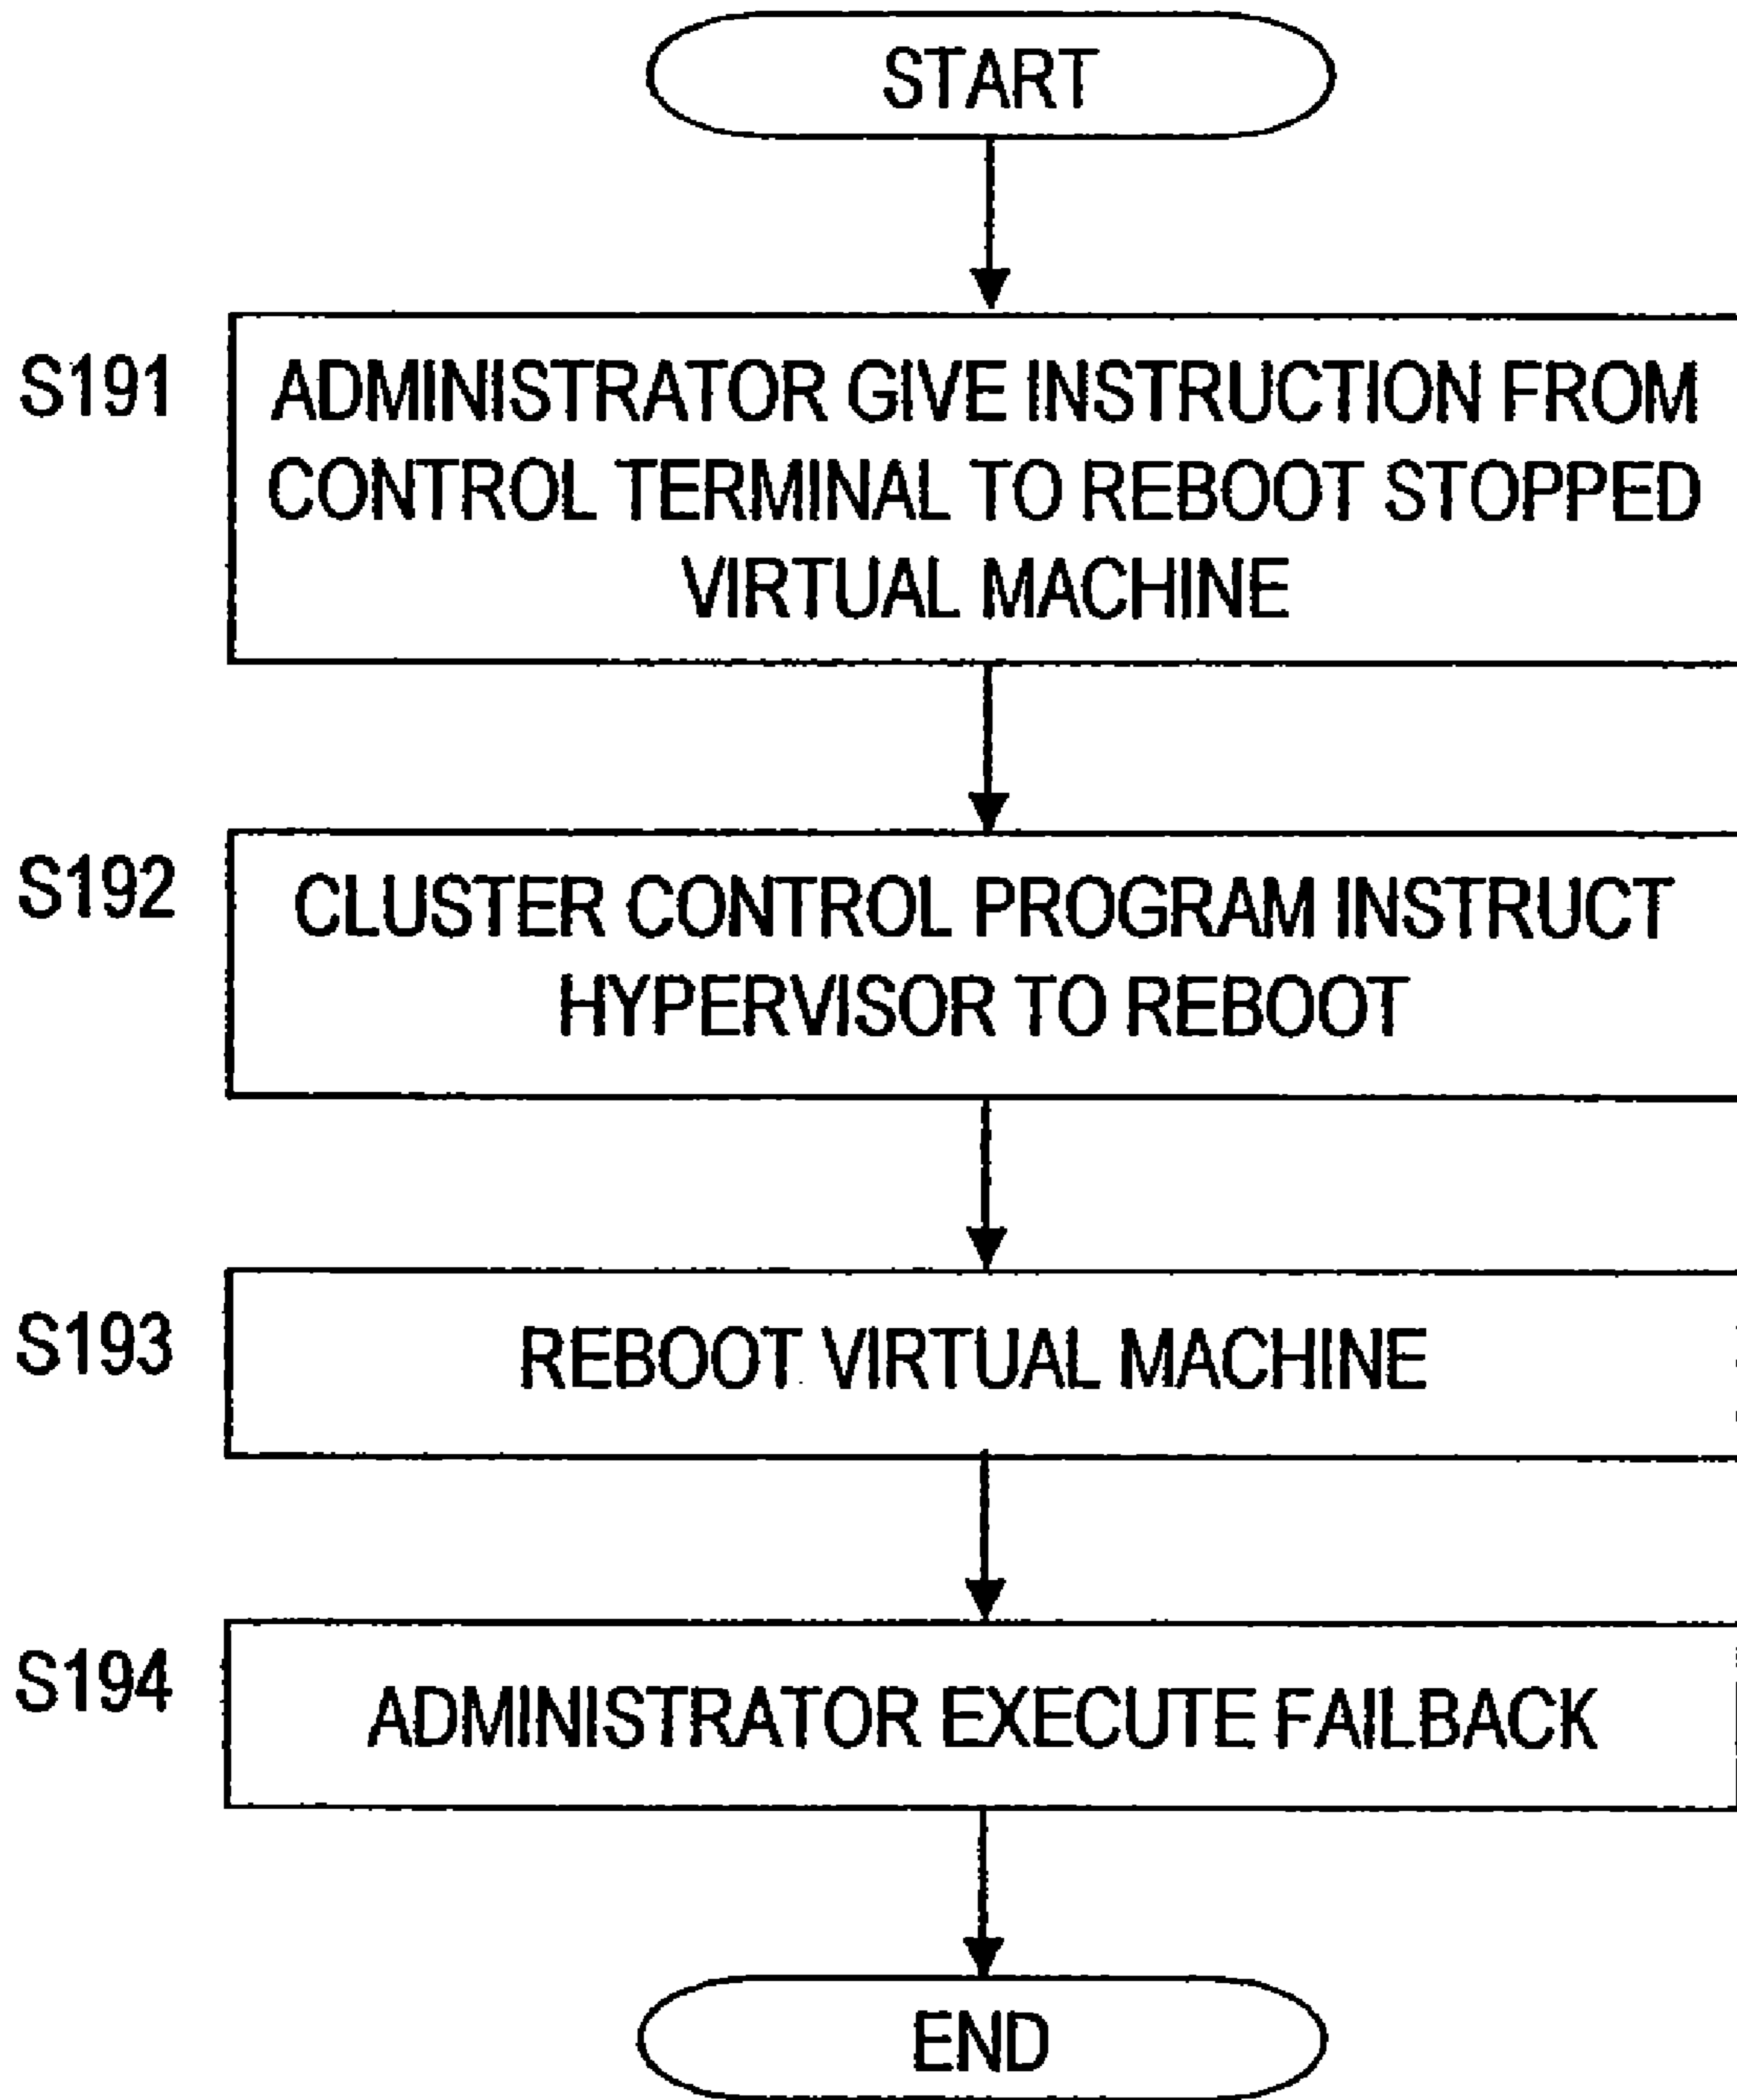 START
S191
ADMINISTRATOR GIVE INSTRUCTION FROM
CONTROL TERMINAL TO REBOOT STOPPED
VIRTUAL MACHINE
S192
CLUSTER CONTROL PROGRAM INSTRUCT
HYPERVISOR TO REBOOT
S193
REBOOT VIRTUAL MACHINE
S194
ADMINISTRATOR EXECUTE FAILBACK
END